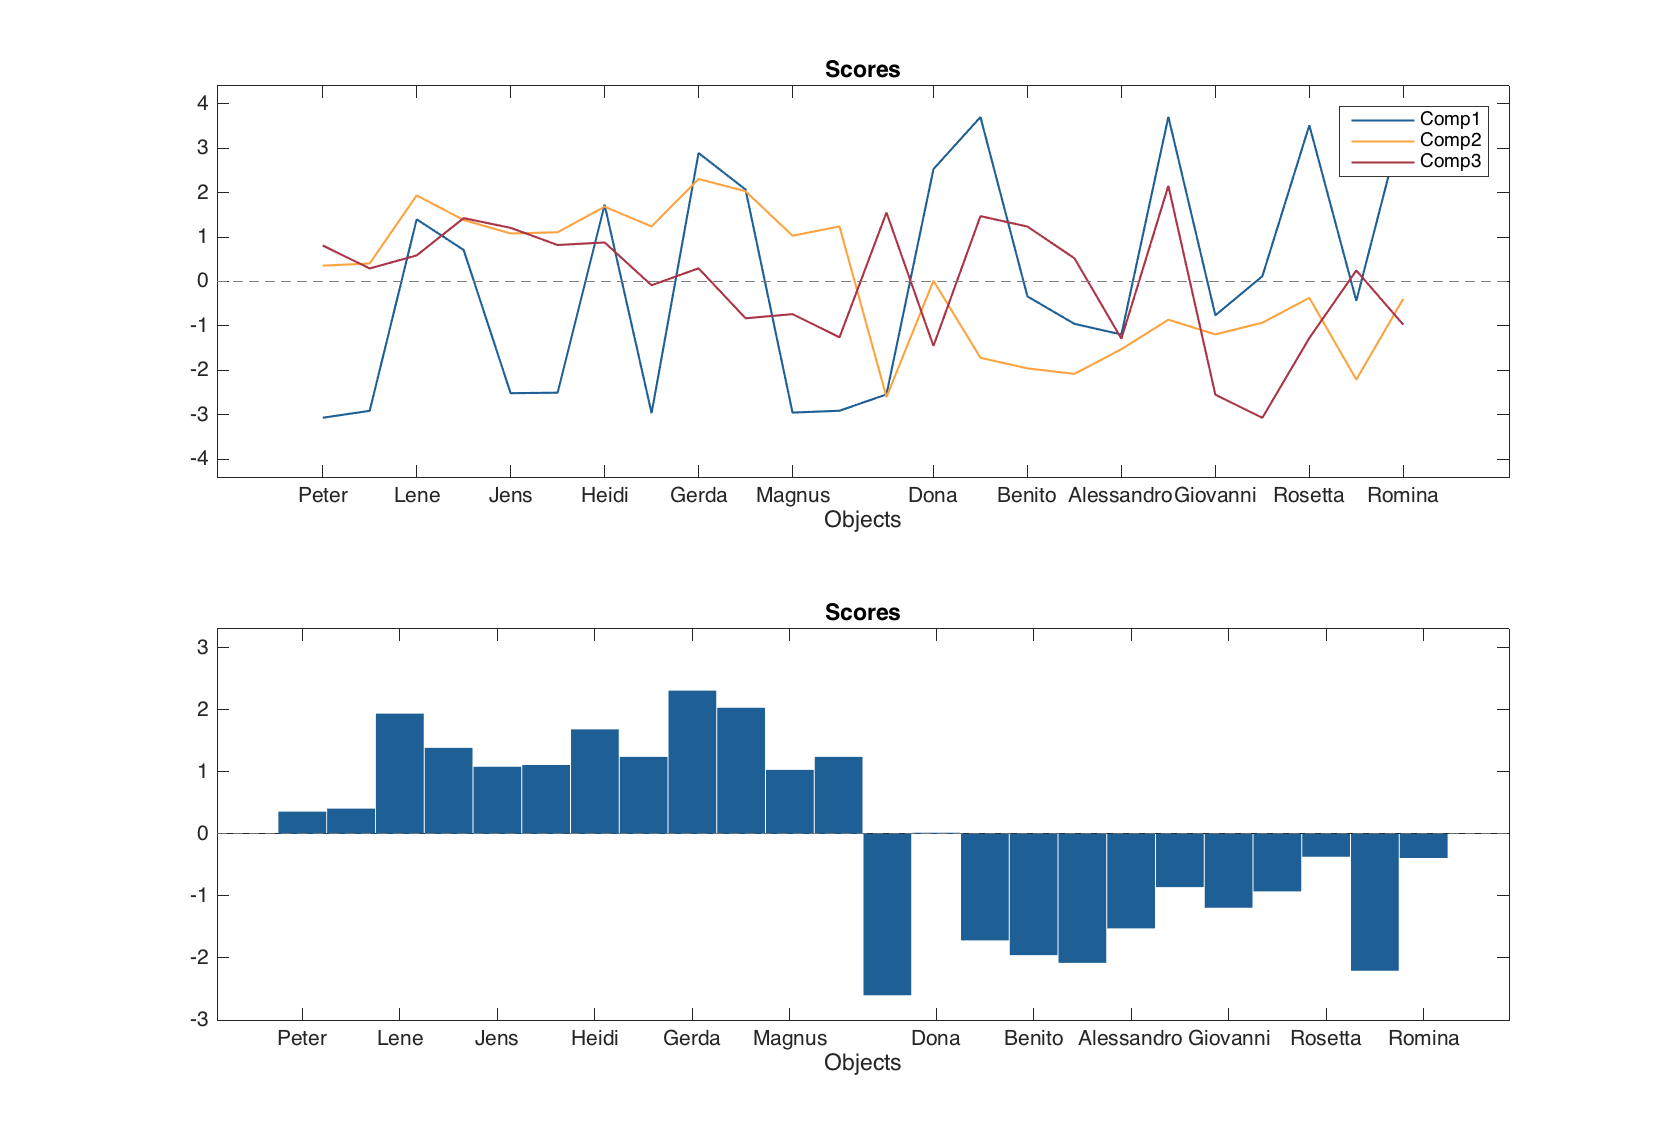 Scores
4
3
2
1
0
-1
-2
-3
-4
Comp1
Comp2
Comp3
Peter Lene Jens Heidi Gerda Magnus Dona Benito Alessandro Giovanni Rosetta Romina
Objects
Scores
3
2
1
0
-1
-2
-3
Peter Lene Jens Heidi Gerda Magnus Dona Benito Alessandro Giovanni Rosetta Romina
Objects